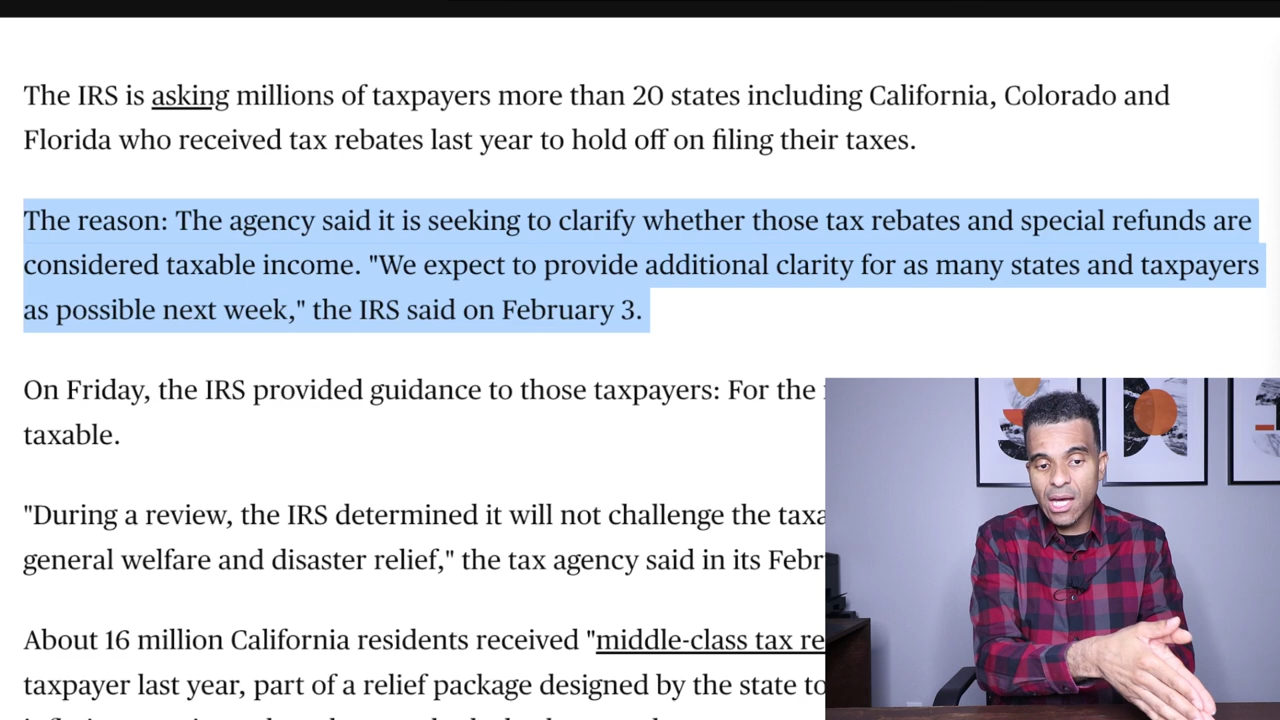 The IRS is asking millions of taxpayers more than 20 states including California, Colorado and
Florida who received tax rebates last year to hold off on filing their taxes.
The reason: The agency said it is seeking to clarify whether those tax rebates and special refunds are
considered taxable income. "We expect to provide additional clarity for as many states and taxpayers
as possible next week," the IRS said on February 3.
On Friday, the IRS provided guidance to those taxpayers: For the
taxable.
"During a review, the IRS determined it will not challenge the taxa
general welfare and disaster relief," the tax agency said in its Febr
About 16 million California residents received "middle-class tax re
taxpayer last year, part of a relief package designed by the state to